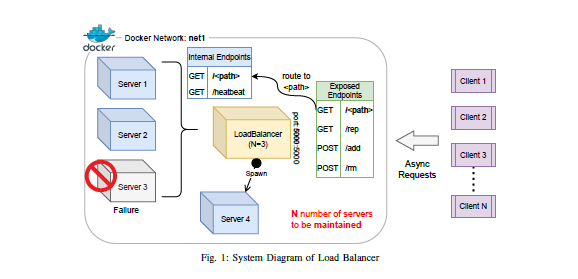 docker
Docker Network: net1
Internal Endpoints
GET /<path>
GET /heatbeat
route to
<path>
Exposed
Endpoints
GET /<path>
GET /rep
POST /add
POST /rm
Server 1
Server 2
Server 3
Failure
LoadBalancer
(N=3)
port:5000:5000
Spawn
Server 4
N number of servers
to be maintained
Async
Requests
Client 1
Client 2
Client 3
Client N
Fig. 1: System Diagram of Load Balancer